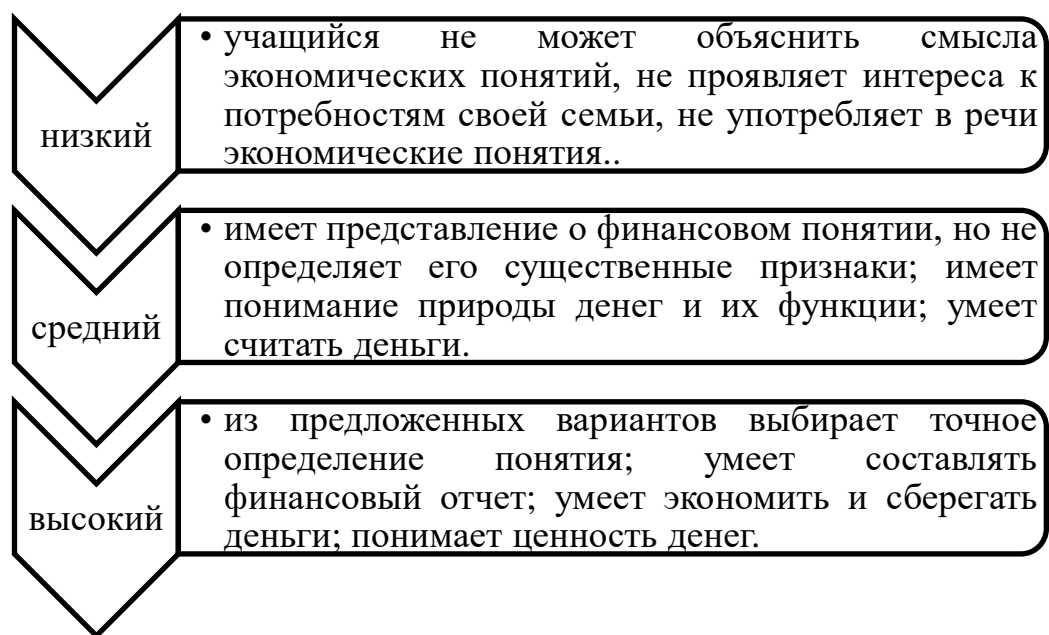 низкий
• учащийся не может объяснить смысла
экономических понятий, не проявляет интереса к
потребностям своей семьи, не употребляет в речи
экономические понятия..
средний
• имеет представление о финансовом понятии, но не
определяет его существенные признаки; имеет
понимание природы денег и их функции; умеет
считать деньги.
высокий
• из предложенных вариантов выбирает точное
определение понятия; умеет составлять
финансовый отчет; умеет экономить и сберегать
деньги; понимает ценность денег.